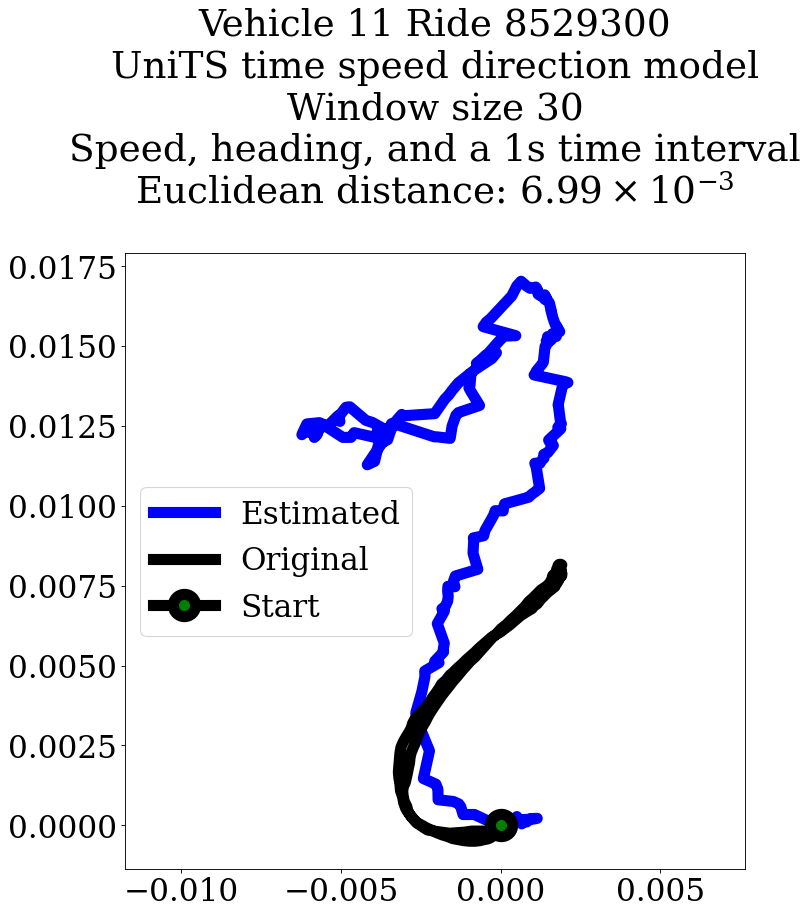 Vehicle 11 Ride 8529300
UniTS time speed direction model
Window size 30
Speed, heading, and a 1s time interval
Euclidean distance: 6.99 × 10⁻³
0.0175
0.0150
0.0125
0.0100
0.0075
0.0050
0.0025
0.0000
Estimated
Original
Start
−0.010 −0.005 0.000 0.005